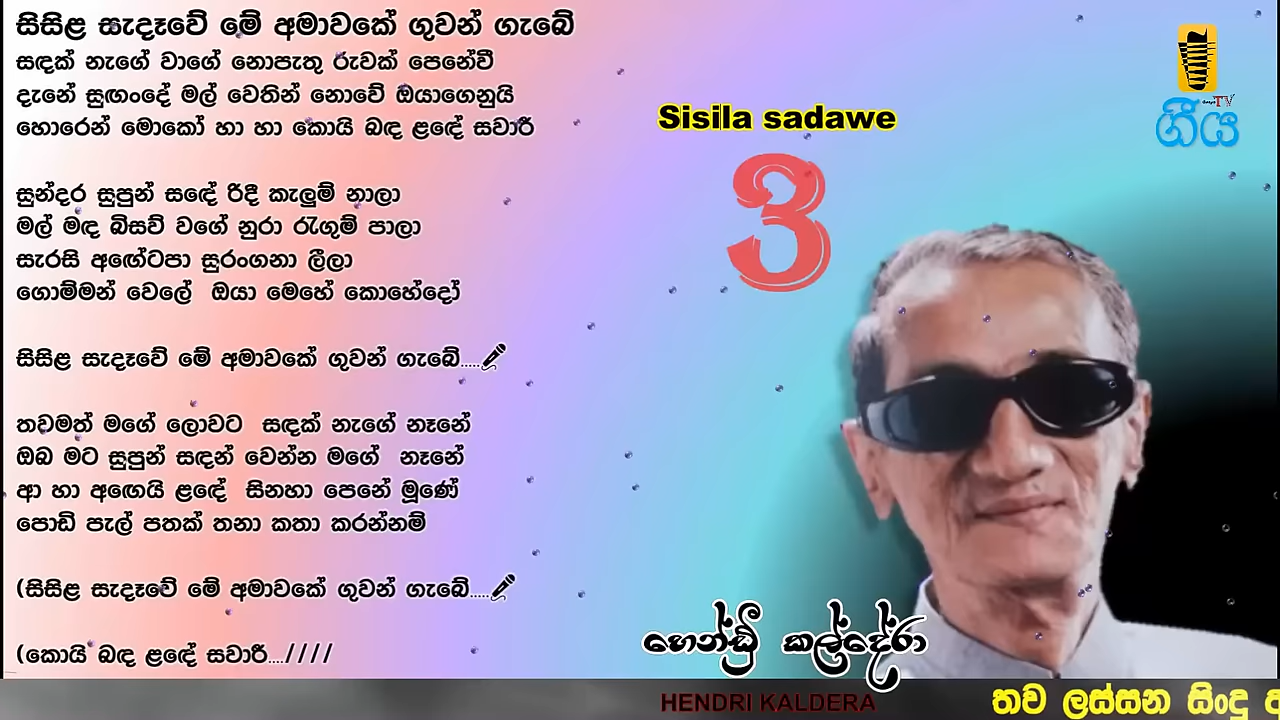 සිසිළ සැදෑවේ මේ අමාවකේ ගුවන් ගැබේ
සඳක් නැගේ වාගේ නොපැතු රුවක් පෙනේවී
දැනේ සුඟංදේ මල් වෙතින් නොවේ ඔයාගෙනුයි
හොරෙන් මොකෝ හා හා කොයි බඳ ළඳේ සවාරී
සුන්දර සුපුන් සඳේ රිදී කැලුම් නාලා
මල් මඳ බිසව් වගේ නුරා රැඟුම් පාලා
සැරසි අඟේටපා සුරංගනා ලීලා
ගොම්මන් වෙලේ ඔයා මෙහේ කොහේදෝ
සිසිළ සැදෑවේ මේ අමාවකේ ගුවන් ගැබේ.....
තවමත් මගේ ලොවට සඳක් නැගේ නෑනේ
ඔබ මට සුපුන් සඳන් වෙන්න මගේ නෑනේ
ආ හා අඟෙයි ළඳේ සිනහා පෙනේ මූණේ
පොඩි පැල් පතක් තනා කතා කරන්නම්
(සිසිළ සැදෑවේ මේ අමාවකේ ගුවන් ගැබේ.....
(කොයි බඳ ළඳේ සවාරී....////
Sisila sadawe
3
TV
ගීය
හෙන්ඩ්‍රි කල්දේරා
HENDRI KALDERA
තව ලස්සන සිංදු